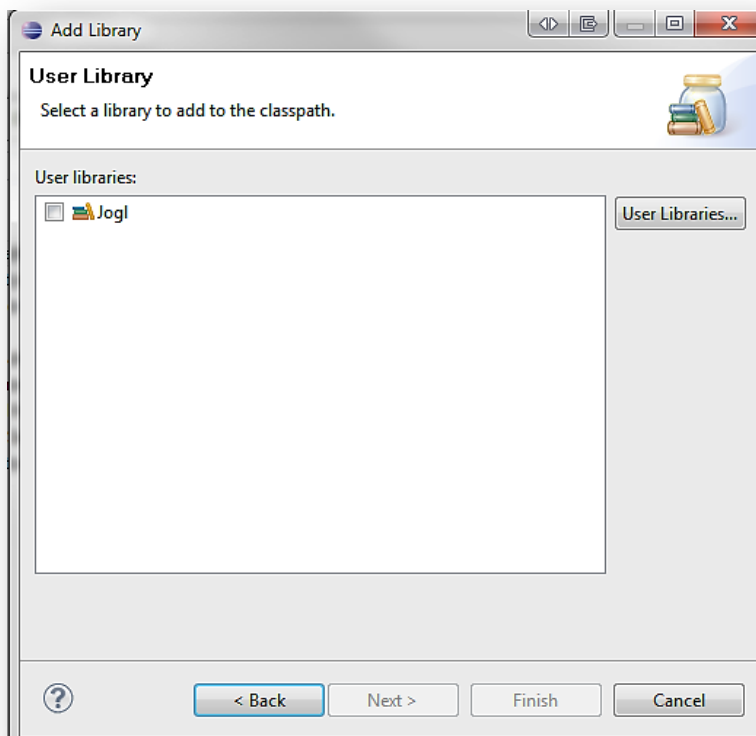 Add Library
User Library
Select a library to add to the classpath.
User libraries:
Jogl
User Libraries...
?
< Back
Next >
Finish
Cancel